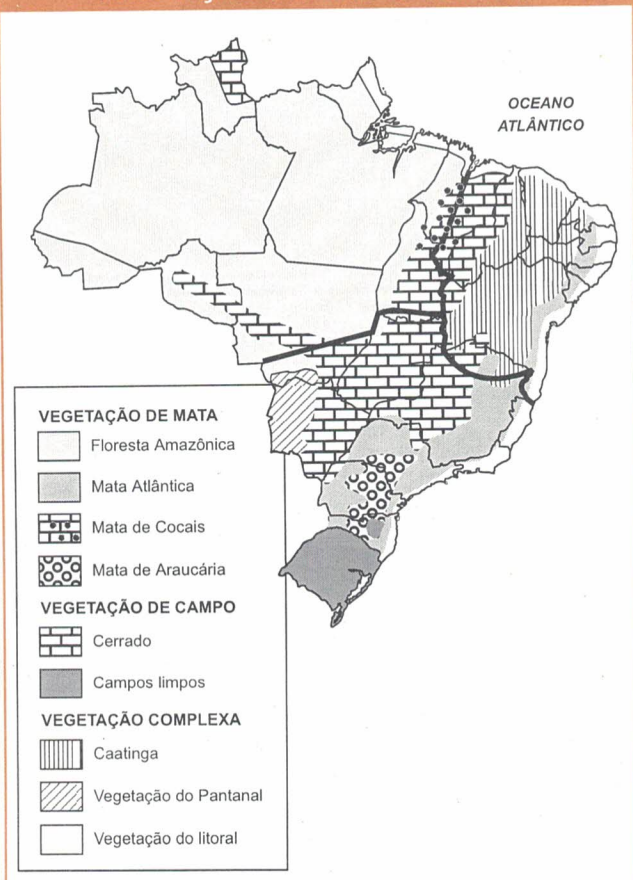 OCEANO
ATLÂNTICO
VEGETAÇÃO DE MATA
Floresta Amazônica
Mata Atlântica
Mata de Cocais
Mata de Araucária
VEGETAÇÃO DE CAMPO
Cerrado
Campos limpos
VEGETAÇÃO COMPLEXA
Caatinga
Vegetação do Pantanal
Vegetação do litoral